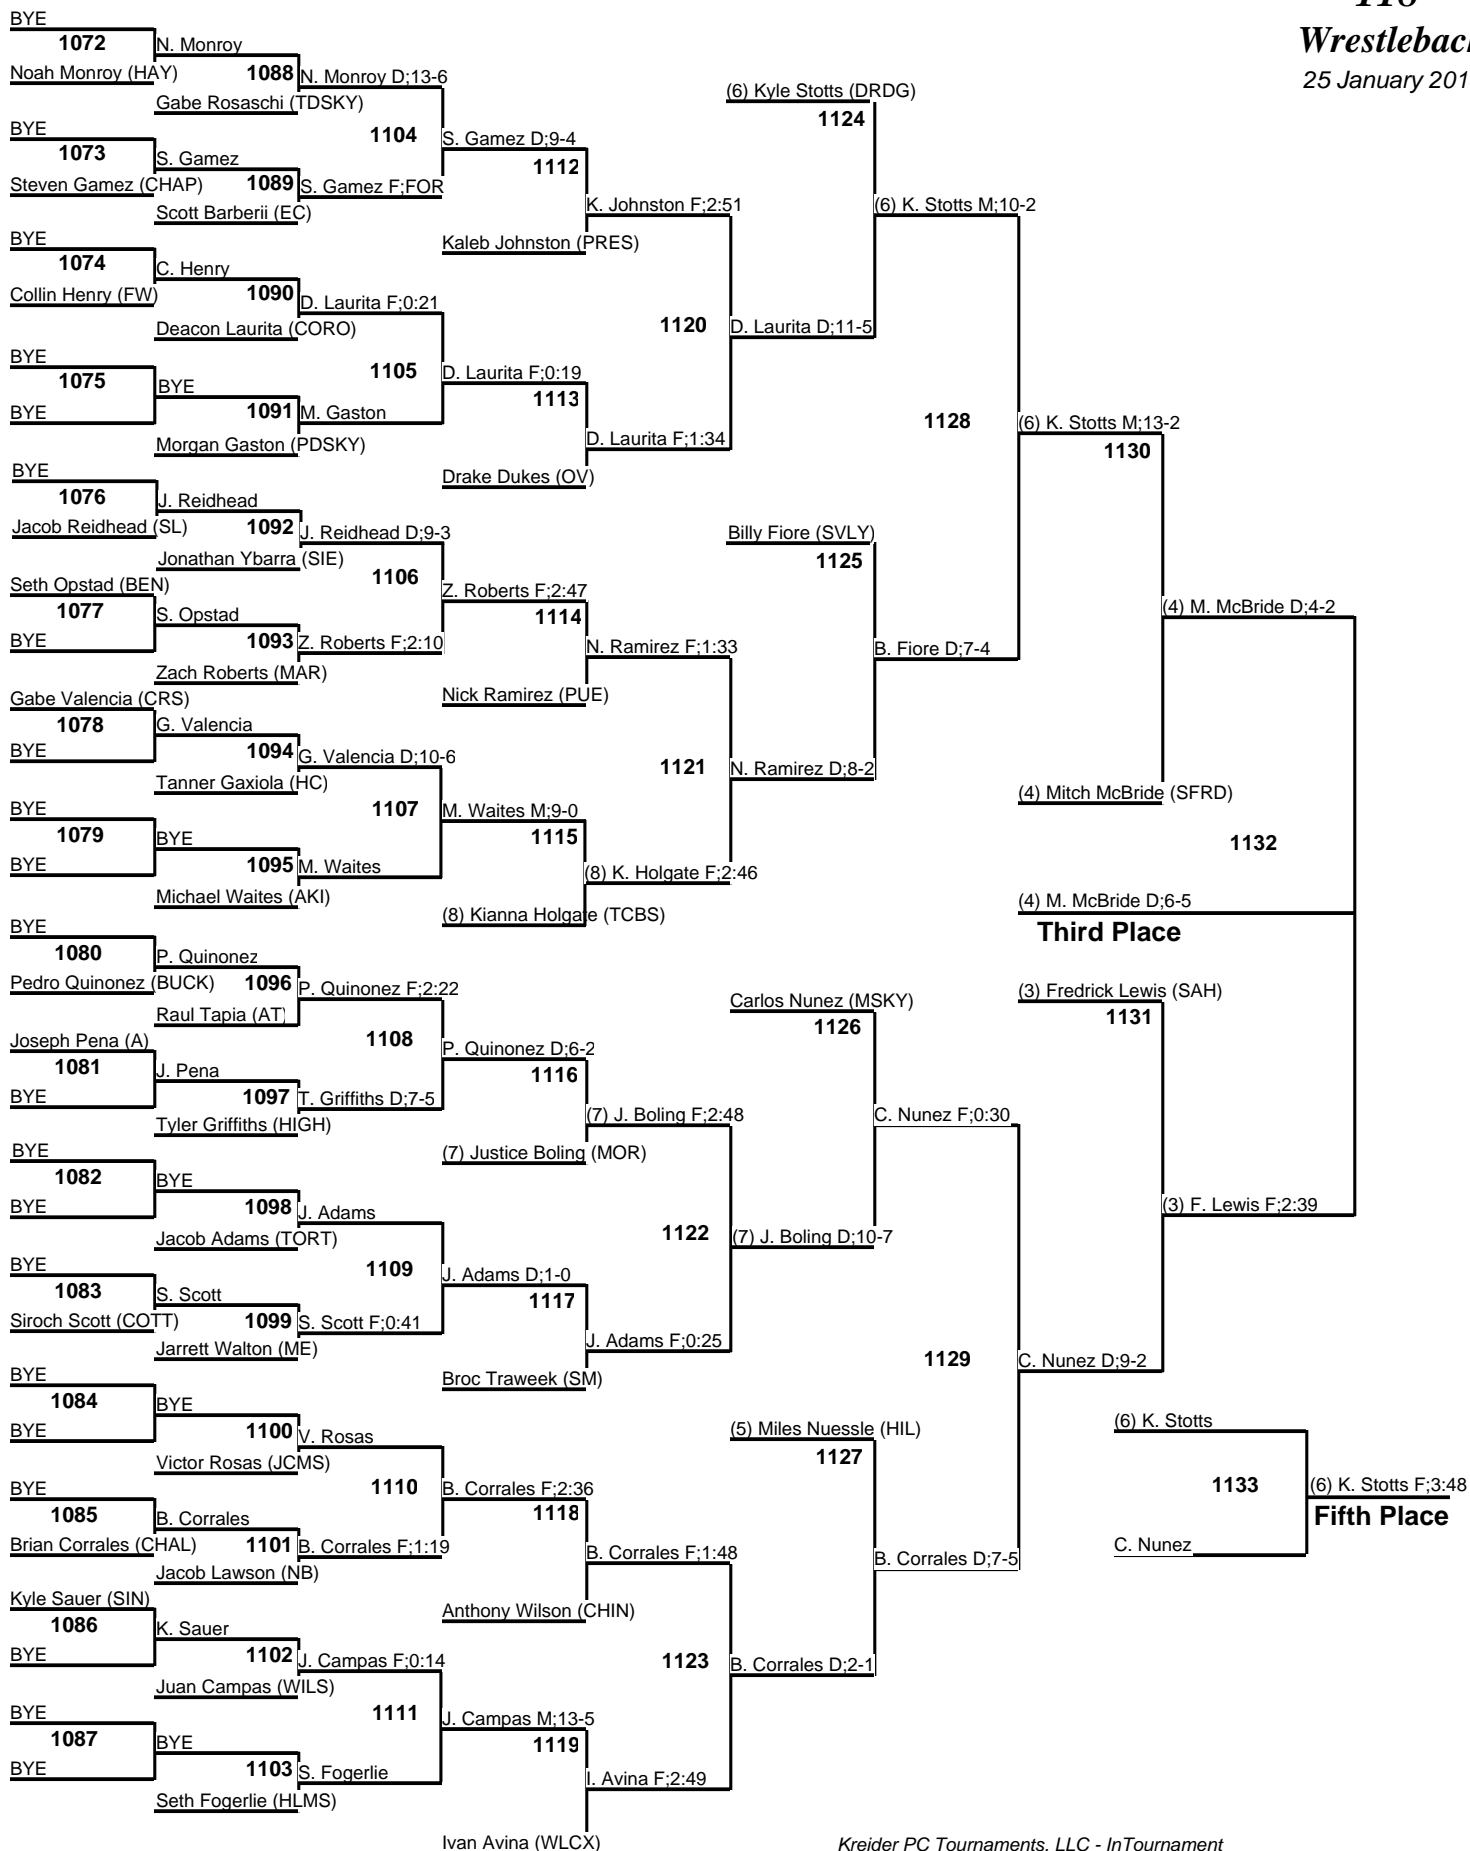 Wrestleback
25 January 201
BYE
1072
N. Monroy
Noah Monroy (HAY)
1088
N. Monroy D;13-6
Gabe Rosaschi (TDSKY)
BYE
1104
1073
S. Gamez
S. Gamez D;9-4
Steven Gamez (CHAP)
1089
S. Gamez F;FOR
1112
Scott Barberii (EC)
K. Johnston F;2:51
BYE
Kaleb Johnston (PRES)
1074
C. Henry
Collin Henry (FW)
1090
D. Laurita F;0:21
Deacon Laurita (CORO)
1120
D. Laurita D;11-5
BYE
1105
1075
BYE
D. Laurita F;0:19
BYE
1091
M. Gaston
1113
Morgan Gaston (PDSKY)
D. Laurita F;1:34
Drake Dukes (OV)
(6) Kyle Stotts (DRDG)
1124
(6) K. Stotts M;10-2
1128
(6) K. Stotts M;13-2
1130
BYE
1076
J. Reidhead
Jacob Reidhead (SL)
1092
J. Reidhead D;9-3
Jonathan Ybarra (SIE)
Seth Opstad (BEN)
1106
1077
S. Opstad
Z. Roberts F;2:47
BYE
1093
Z. Roberts F;2:10
1114
Zach Roberts (MAR)
N. Ramirez F;1:33
Gabe Valencia (CRS)
Nick Ramirez (PUE)
1078
G. Valencia
BYE
1094
G. Valencia D;10-6
Tanner Gaxiola (HC)
1121
N. Ramirez D;8-2
BYE
1107
1079
BYE
M. Waites M;9-0
BYE
1095
M. Waites
1115
Michael Waites (AKI)
(8) K. Holgate F;2:46
(8) Kianna Holgate (TCBS)
Billy Fiore (SVLY)
1125
B. Fiore D;7-4
(4) M. McBride D;4-2
(4) Mitch McBride (SFRD)
1132
(4) M. McBride D;6-5
Third Place
BYE
1080
P. Quinonez
Pedro Quinonez (BUCK)
1096
P. Quinonez F;2:22
Raul Tapia (AT)
Joseph Pena (A)
1108
1081
J. Pena
P. Quinonez D;6-2
BYE
1097
T. Griffiths D;7-5
1116
Tyler Griffiths (HIGH)
(7) J. Boling F;2:48
BYE
(7) Justice Boling (MOR)
1082
BYE
BYE
1098
J. Adams
Jacob Adams (TORT)
1122
(7) J. Boling D;10-7
BYE
1109
1083
S. Scott
J. Adams D;1-0
Siroch Scott (COTT)
1099
S. Scott F;0:41
1117
Jarrett Walton (ME)
J. Adams F;0:25
Broc Traweek (SM)
Carlos Nunez (MSKY)
1126
C. Nunez F;0:30
(3) Fredrick Lewis (SAH)
1131
(3) F. Lewis F;2:39
1129
C. Nunez D;9-2
BYE
1084
BYE
BYE
1100
V. Rosas
Victor Rosas (JCMS)
BYE
1110
1085
B. Corrales
B. Corrales F;2:36
Brian Corrales (CHAL)
1101
B. Corrales F;1:19
1118
Jacob Lawson (NB)
B. Corrales F;1:48
Kyle Sauer (SIN)
Anthony Wilson (CHIN)
1086
K. Sauer
BYE
1102
J. Campas F;0:14
Juan Campas (WILS)
1123
B. Corrales D;2-1
BYE
1111
1087
BYE
J. Campas M;13-5
BYE
1103
S. Fogerlie
1119
Seth Fogerlie (HLMS)
I. Avina F;2:49
Ivan Avina (WLCX)
(5) Miles Nuessle (HIL)
1127
B. Corrales D;7-5
(6) K. Stotts
1133
(6) K. Stotts F;3:48
Fifth Place
C. Nunez
Kreider PC Tournaments, LLC - InTournament